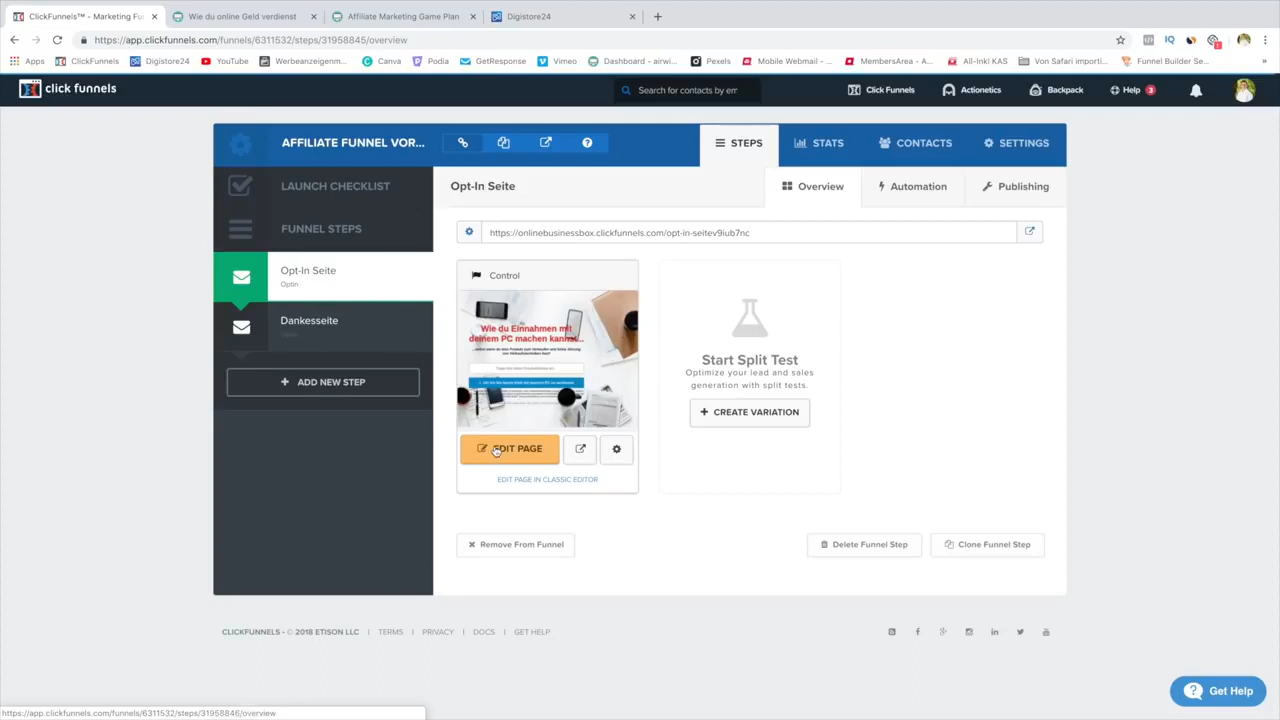 ClickFunnels™ - Marketing Fu
Wie du online Geld verdienst
Affiliate Marketing Game Plan
Digistore24
https://app.clickfunnels.com/funnels/6311532/steps/31958845/overview
Apps
ClickFunnels
Digistore24
YouTube
Werbeanzeigenm...
Canva
Podia
GetResponse
Vimeo
Dashboard - airwi...
Pexels
Mobile Webmail - ...
MembersArea - A...
All-Inkl KAS
Von Safari importi...
Funnel Builder Se...
click funnels
Search for contacts by em
Click Funnels
Actionetics
Backpack
Help 3
AFFILIATE FUNNEL VOR...
STEPS
STATS
CONTACTS
SETTINGS
LAUNCH CHECKLIST
FUNNEL STEPS
Opt-In Seite
Optin
Dankesseite
+ ADD NEW STEP
Opt-In Seite
Overview
Automation
Publishing
https://onlinebusinessbox.clickfunnels.com/opt-in-seitev9iub7nc
Control
Wie du Einnahmen mit
deinem PC machen kannst...
EDIT PAGE
EDIT PAGE IN CLASSIC EDITOR
Start Split Test
Optimize your lead and sales
generation with split tests.
+ CREATE VARIATION
Remove From Funnel
Delete Funnel Step
Clone Funnel Step
CLICKFUNNELS - © 2018 ETISON LLC | TERMS | PRIVACY | DOCS | GET HELP
Get Help
https://app.clickfunnels.com/funnels/6311532/steps/31958846/overview